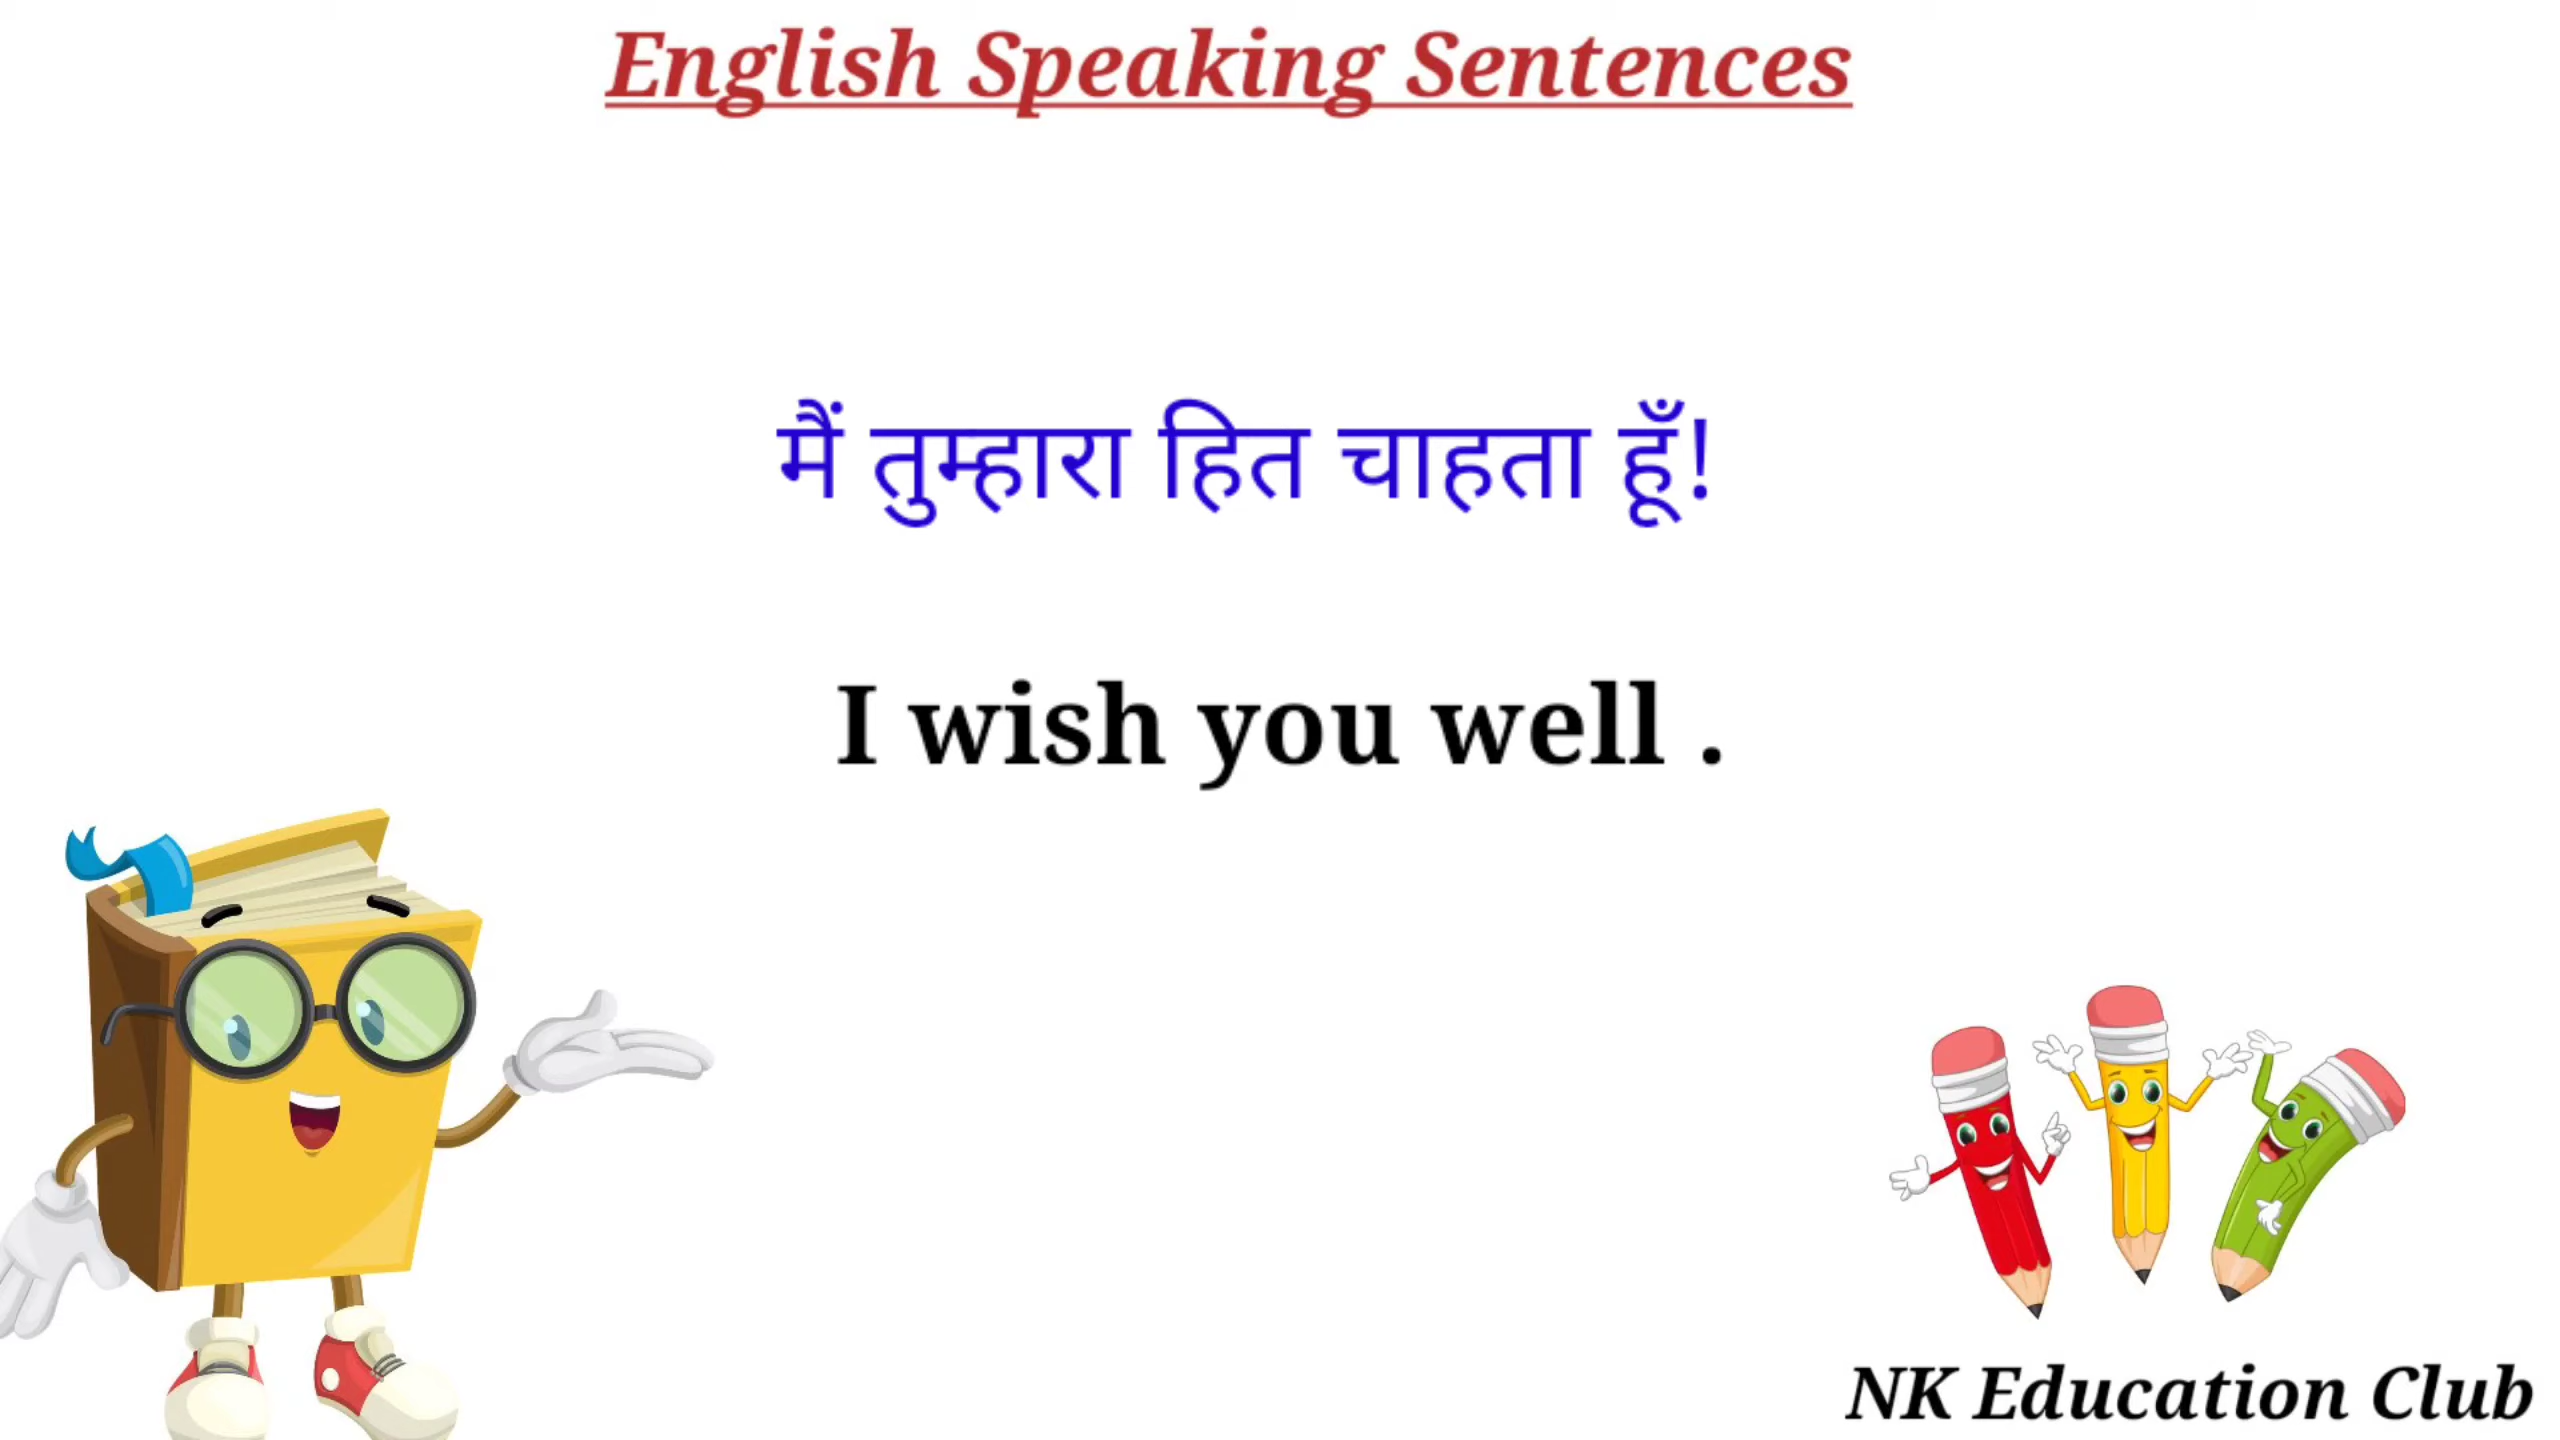 English Speaking Sentences
मैं तुम्हारा हित चाहता हूँ!
I wish you well .
NK Education Club